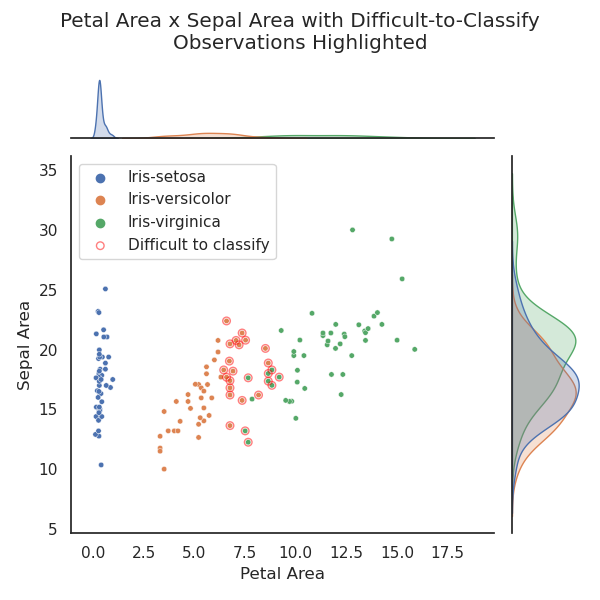 Petal Area x Sepal Area with Difficult-to-Classify
Observations Highlighted
Iris-setosa
Iris-versicolor
Iris-virginica
Difficult to classify
35
30
25
20
15
10
5
Sepal Area
0.0 2.5 5.0 7.5 10.0 12.5 15.0 17.5
Petal Area